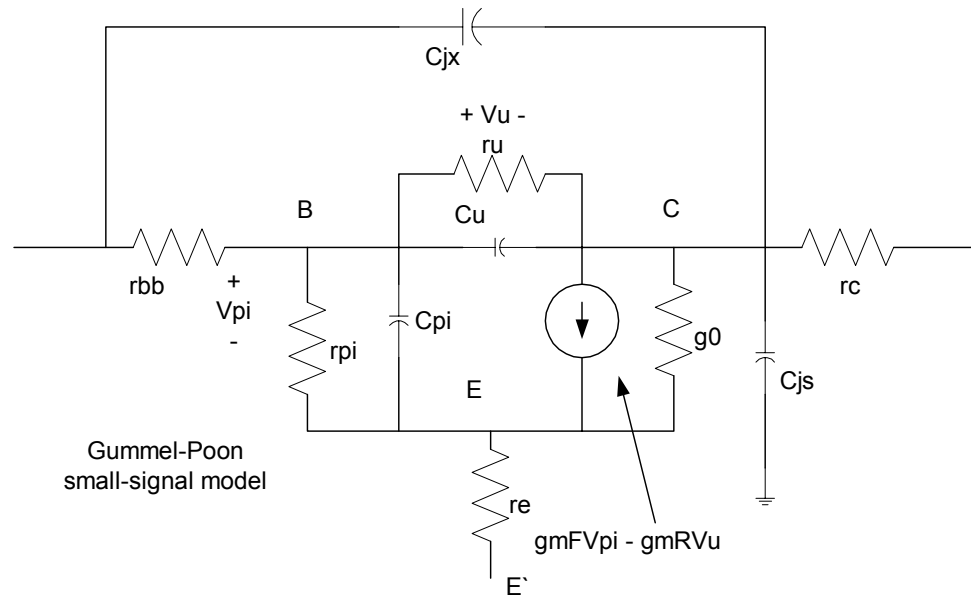 Cjx
+ Vu -
ru
B
Cu
C
rbb
+
Vpi
-
rpi
Cpi
g0
rc
E
Cjs
Gummel-Poon
small-signal model
re
gmFVpi - gmRVu
E`